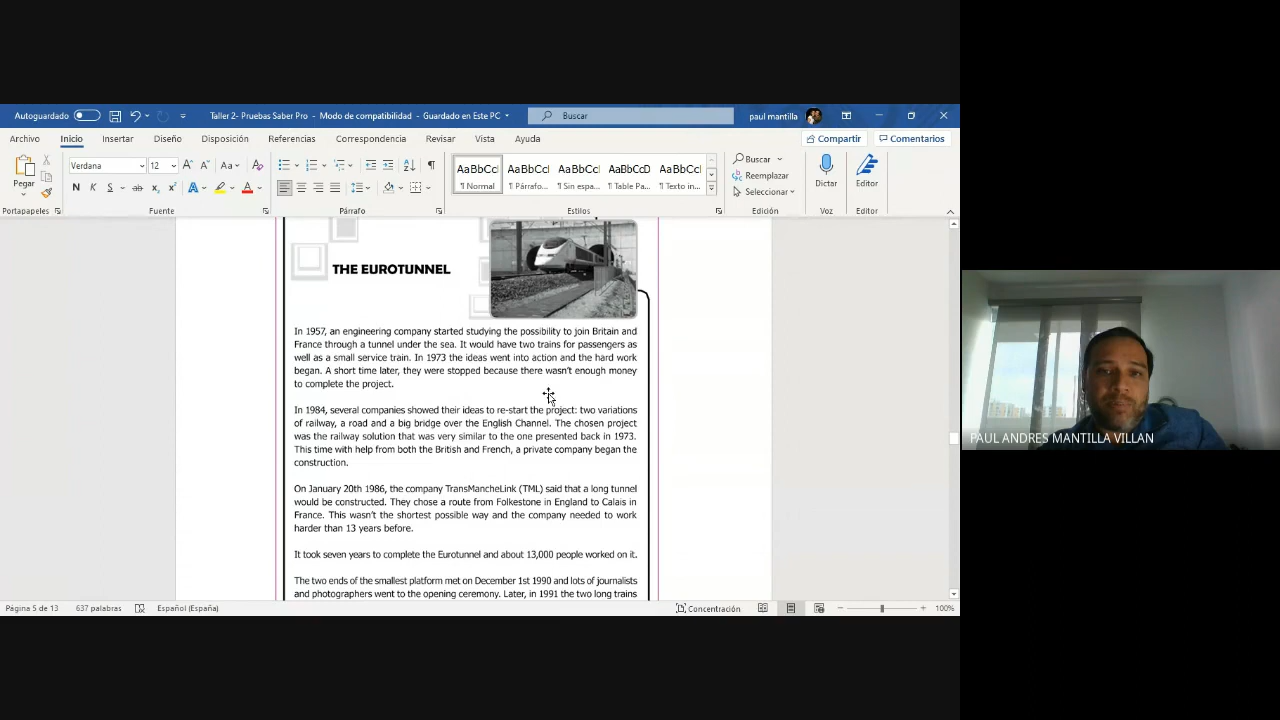 Autoguardado
Taller 2- Pruebas Saber Pro - Modo de compatibilidad - Guardado en Este PC
Buscar
paul mantilla
Archivo Inicio Insertar Diseño Disposición Referencias Correspondencia Revisar Vista Ayuda
Compartir Comentarios
Pegar
Verdana 12
N K S ab x₂ x² A A
AaBbCcI AaBbCcI AaBbCcI AaBbCcD AaBbCcI
¶ Normal ¶ Párrafo... ¶ Sin espa... ¶ Table Pa... ¶ Texto in...
Buscar
Reemplazar
Seleccionar
Dictar
Editor
Portapapeles Fuente Párrafo Estilos Edición Voz Editor
THE EUROTUNNEL
In 1957, an engineering company started studying the possibility to join Britain and
France through a tunnel under the sea. It would have two trains for passengers as
well as a small service train. In 1973 the ideas went into action and the hard work
began. A short time later, they were stopped because there wasn't enough money
to complete the project.
In 1984, several companies showed their ideas to re-start the project: two variations
of railway, a road and a big bridge over the English Channel. The chosen project
was the railway solution that was very similar to the one presented back in 1973.
This time with help from both the British and French, a private company began the
construction.
On January 20th 1986, the company TransMancheLink (TML) said that a long tunnel
would be constructed. They chose a route from Folkestone in England to Calais in
France. This wasn't the shortest possible way and the company needed to work
harder than 13 years before.
It took seven years to complete the Eurotunnel and about 13,000 people worked on it.
The two ends of the smallest platform met on December 1st 1990 and lots of journalists
and photographers went to the opening ceremony. Later, in 1991 the two long trains
Página 5 de 13 637 palabras Español (España)
Concentración 100%
PAUL ANDRES MANTILLA VILLAN